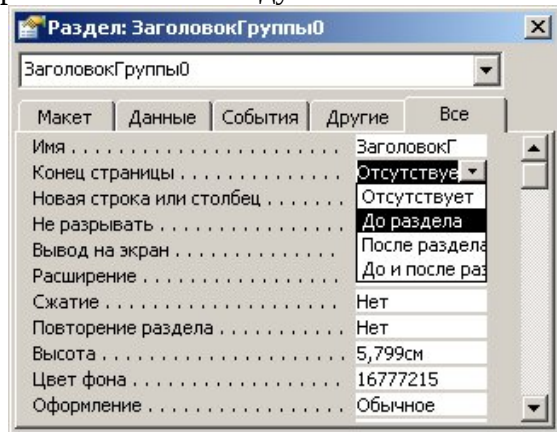 Раздел: ЗаголовокГруппы0
ЗаголовокГруппы0
Макет Данные События Другие Все
Имя . . . . . . . . . . . . . . . . . . . . . . . . ЗаголовокГ
Конец страницы . . . . . . . . . . . . . . Отсутствуе
Новая строка или столбец . . . . . . . Отсутствует
Не разрывать . . . . . . . . . . . . . . . . До раздела
Вывод на экран . . . . . . . . . . . . . . . После раздела
Расширение . . . . . . . . . . . . . . . . . До и после раз
Сжатие . . . . . . . . . . . . . . . . . . . . . Нет
Повторение раздела . . . . . . . . . . . Нет
Высота . . . . . . . . . . . . . . . . . . . . . 5,799см
Цвет фона . . . . . . . . . . . . . . . . . . 16777215
Оформление . . . . . . . . . . . . . . . . . Обычное